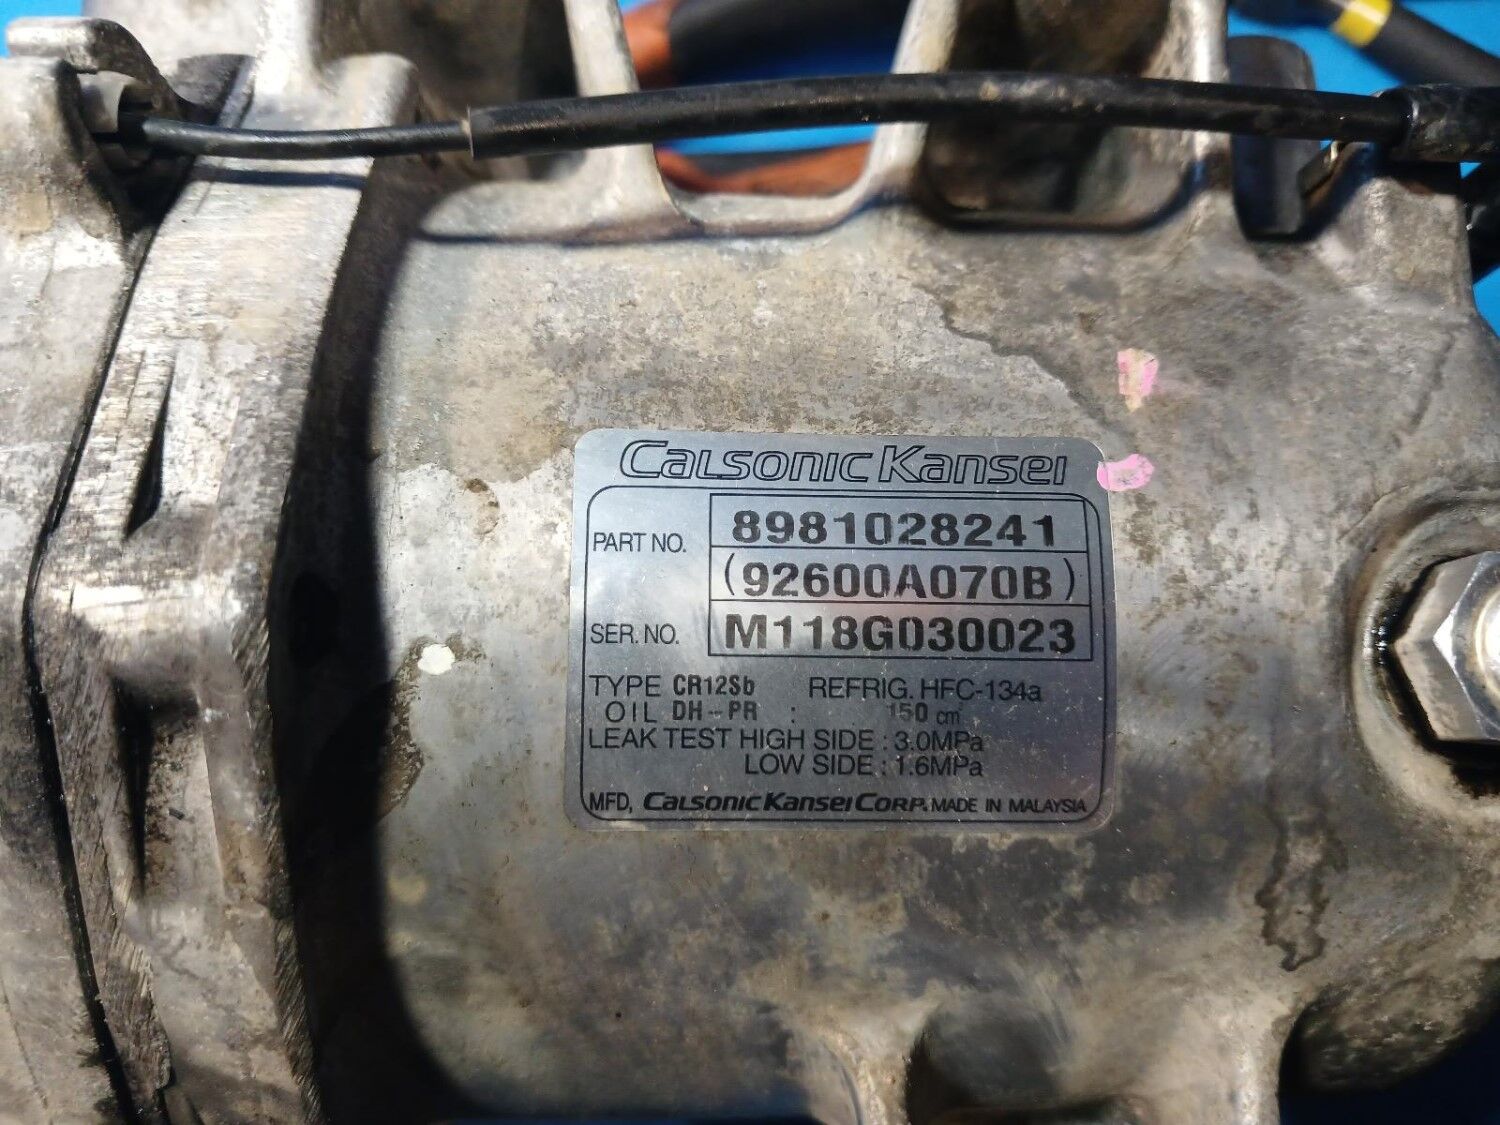 CALSONIC KANSEI
PART NO. 8981028241
(92600A070B)
SER. NO. M118G030023
TYPE CR12Sb REFRIG. HFC-134a
OIL DH-PR : 150 cm³
LEAK TEST HIGH SIDE : 3.0MPa
LOW SIDE : 1.6MPa
MFD, CALSONIC KANSEI CORP. MADE IN MALAYSIA